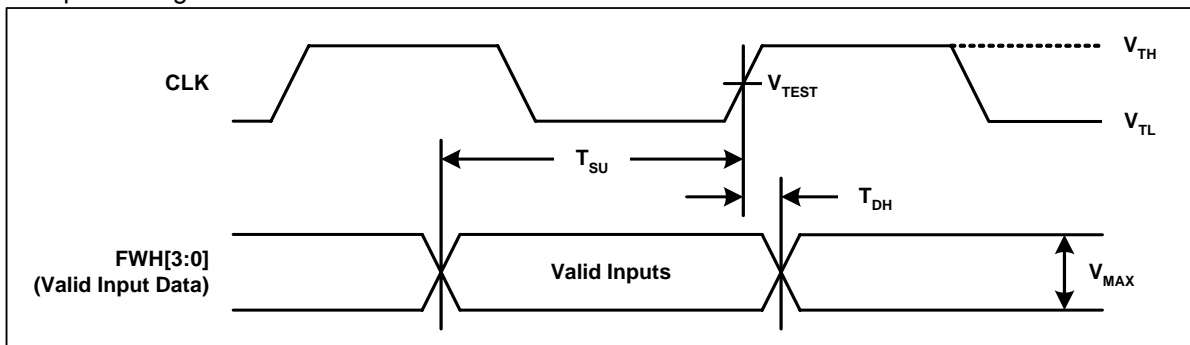 CLK
V_TH
V_TEST
V_TL
T_SU
T_DH
FWH[3:0]
(Valid Input Data)
Valid Inputs
V_MAX